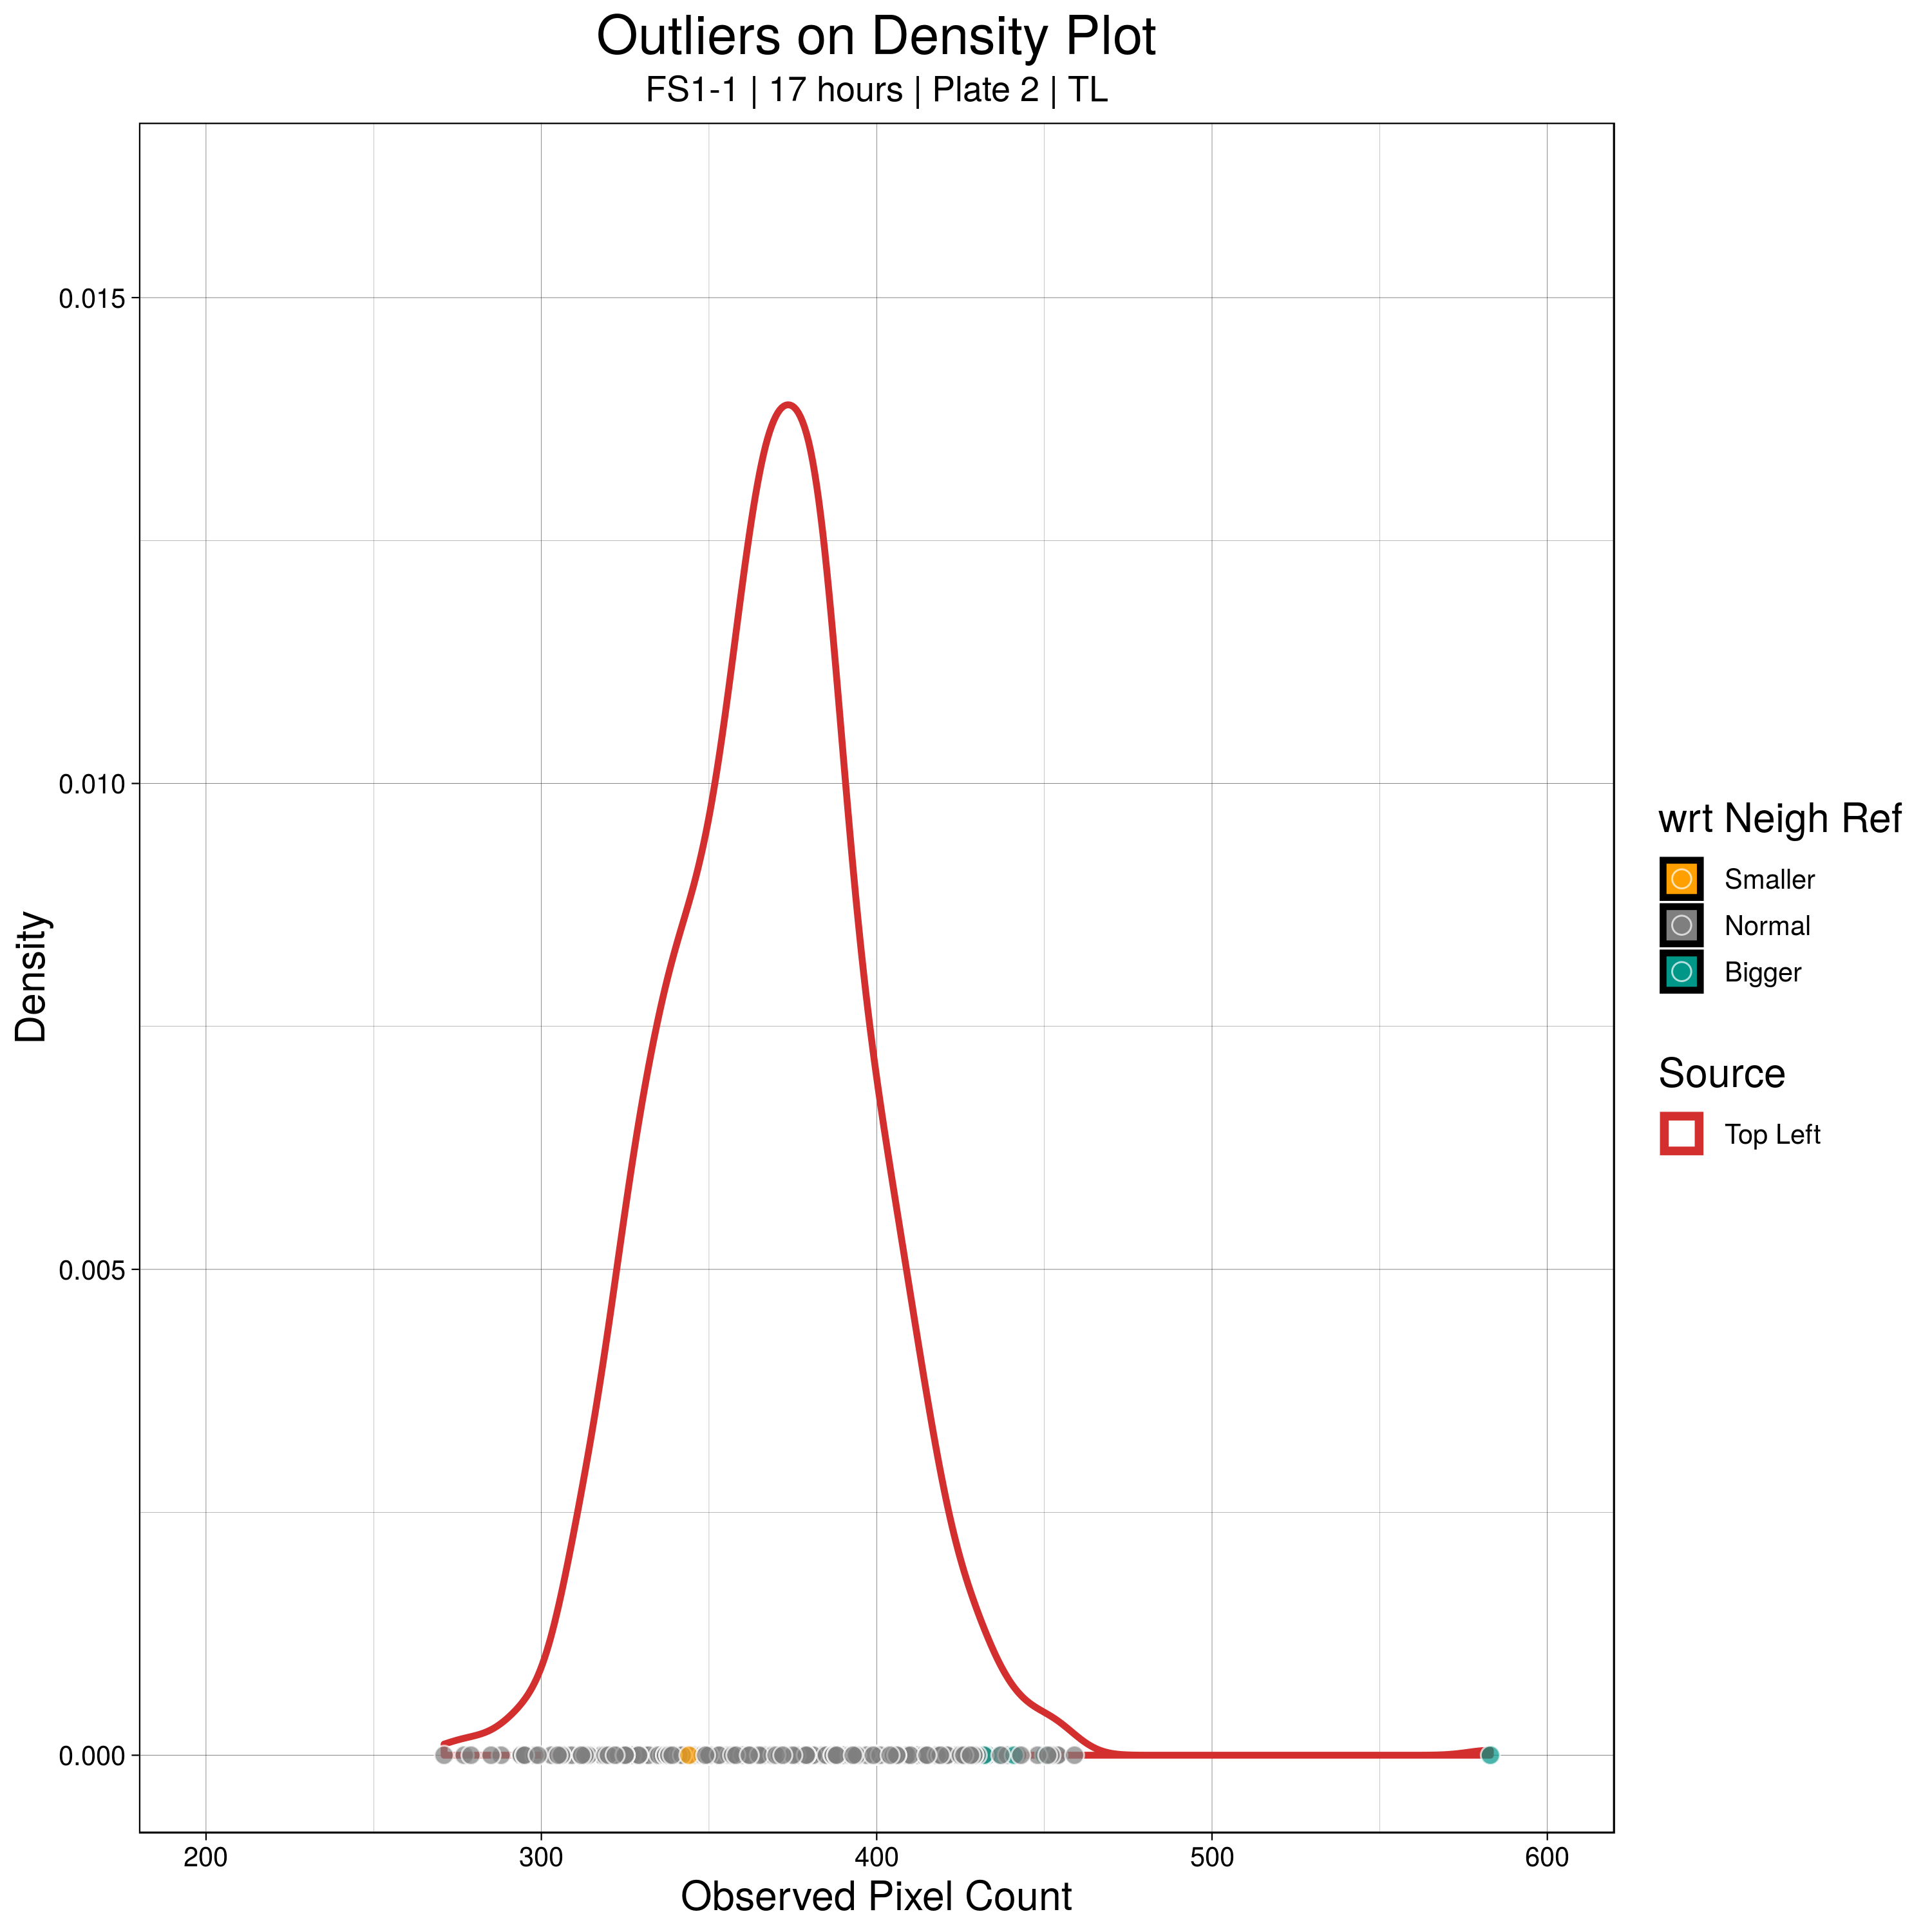 Outliers on Density Plot
FS1-1 | 17 hours | Plate 2 | TL
0.015
0.010
0.005
0.000
Density
200 300 400 500 600
Observed Pixel Count
wrt Neigh Ref
Smaller
Normal
Bigger
Source
Top Left